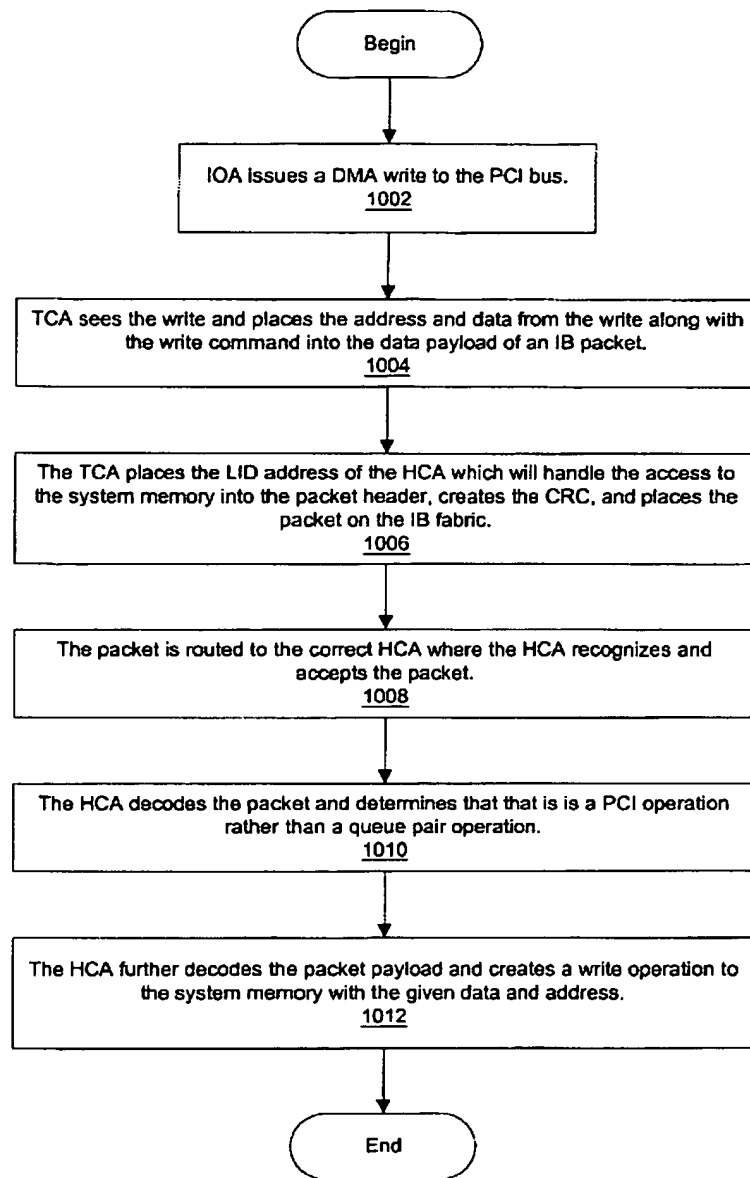 Begin
IOA issues a DMA write to the PCI bus.
1002
TCA sees the write and places the address and data from the write along with
the write command into the data payload of an IB packet.
1004
The TCA places the LID address of the HCA which will handle the access to
the system memory into the packet header, creates the CRC, and places the
packet on the IB fabric.
1006
The packet is routed to the correct HCA where the HCA recognizes and
accepts the packet.
1008
The HCA decodes the packet and determines that that is is a PCI operation
rather than a queue pair operation.
1010
The HCA further decodes the packet payload and creates a write operation to
the system memory with the given data and address.
1012
End